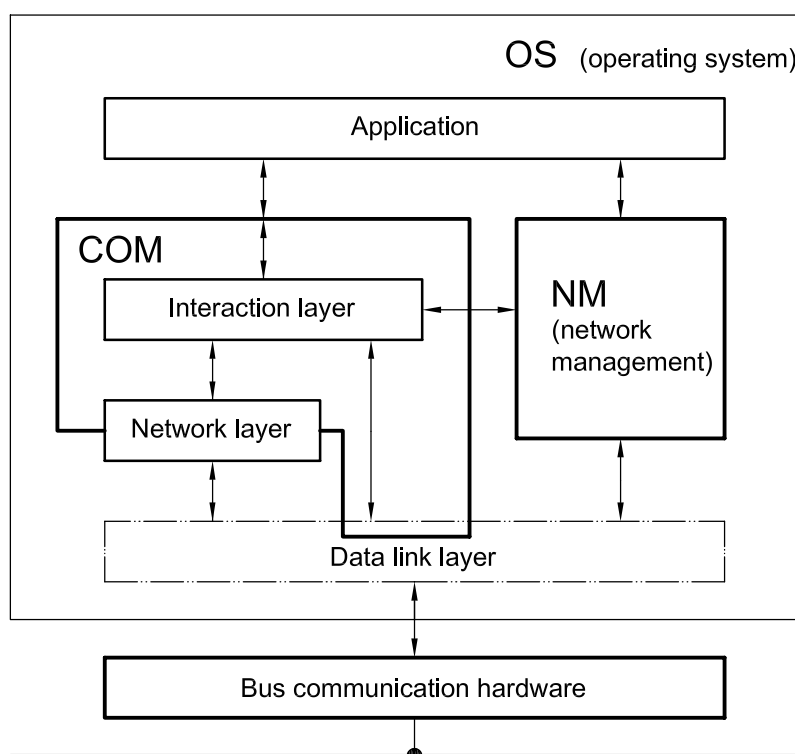 OS (operating system)
Application
COM
Interaction layer
NM
(network
management)
Network layer
Data link layer
Bus communication hardware